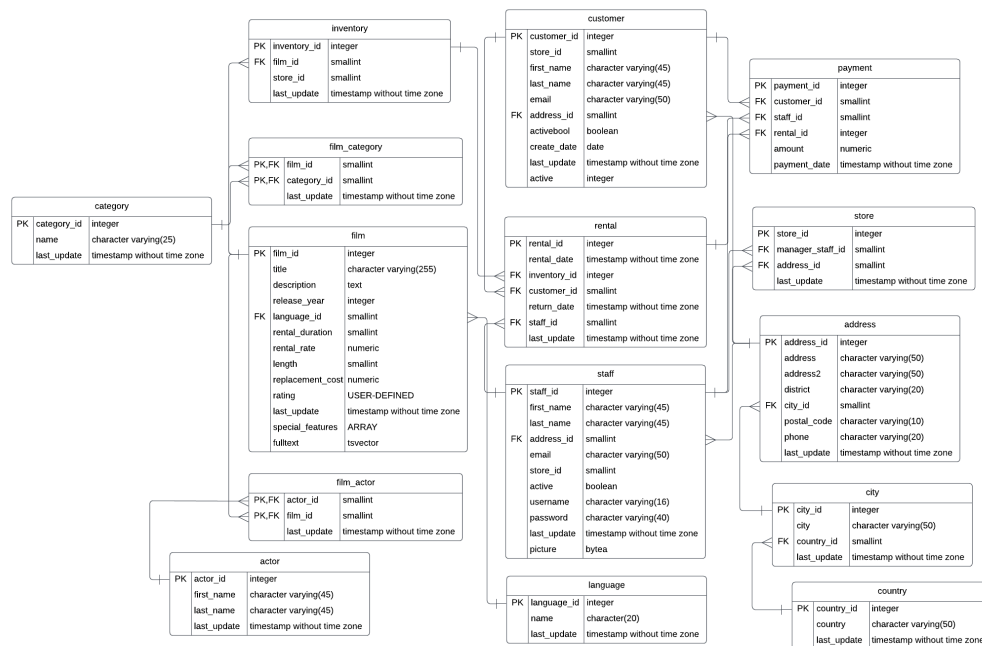 inventory
PK inventory_id integer
FK film_id smallint
store_id smallint
last_update timestamp without time zone
film_category
PK,FK film_id smallint
PK,FK category_id smallint
last_update timestamp without time zone
category
PK category_id integer
name character varying(25)
last_update timestamp without time zone
film
PK film_id integer
title character varying(255)
description text
release_year integer
FK language_id smallint
rental_duration smallint
rental_rate numeric
length smallint
replacement_cost numeric
rating USER-DEFINED
last_update timestamp without time zone
special_features ARRAY
fulltext tsvector
film_actor
PK,FK actor_id smallint
PK,FK film_id smallint
last_update timestamp without time zone
actor
PK actor_id integer
first_name character varying(45)
last_name character varying(45)
last_update timestamp without time zone
customer
PK customer_id integer
store_id smallint
first_name character varying(45)
last_name character varying(45)
email character varying(50)
FK address_id smallint
activebool boolean
create_date date
last_update timestamp without time zone
active integer
rental
PK rental_id integer
rental_date timestamp without time zone
FK inventory_id integer
FK customer_id smallint
return_date timestamp without time zone
FK staff_id smallint
last_update timestamp without time zone
staff
PK staff_id integer
first_name character varying(45)
last_name character varying(45)
FK address_id smallint
email character varying(50)
store_id smallint
active boolean
username character varying(16)
password character varying(40)
last_update timestamp without time zone
picture bytea
language
PK language_id integer
name character(20)
last_update timestamp without time zone
payment
PK payment_id integer
FK customer_id smallint
FK staff_id smallint
FK rental_id integer
amount numeric
payment_date timestamp without time zone
store
PK store_id integer
FK manager_staff_id smallint
FK address_id smallint
last_update timestamp without time zone
address
PK address_id integer
address character varying(50)
address2 character varying(50)
district character varying(20)
FK city_id smallint
postal_code character varying(10)
phone character varying(20)
last_update timestamp without time zone
city
PK city_id integer
city character varying(50)
FK country_id smallint
last_update timestamp without time zone
country
PK country_id integer
country character varying(50)
last_update timestamp without time zone